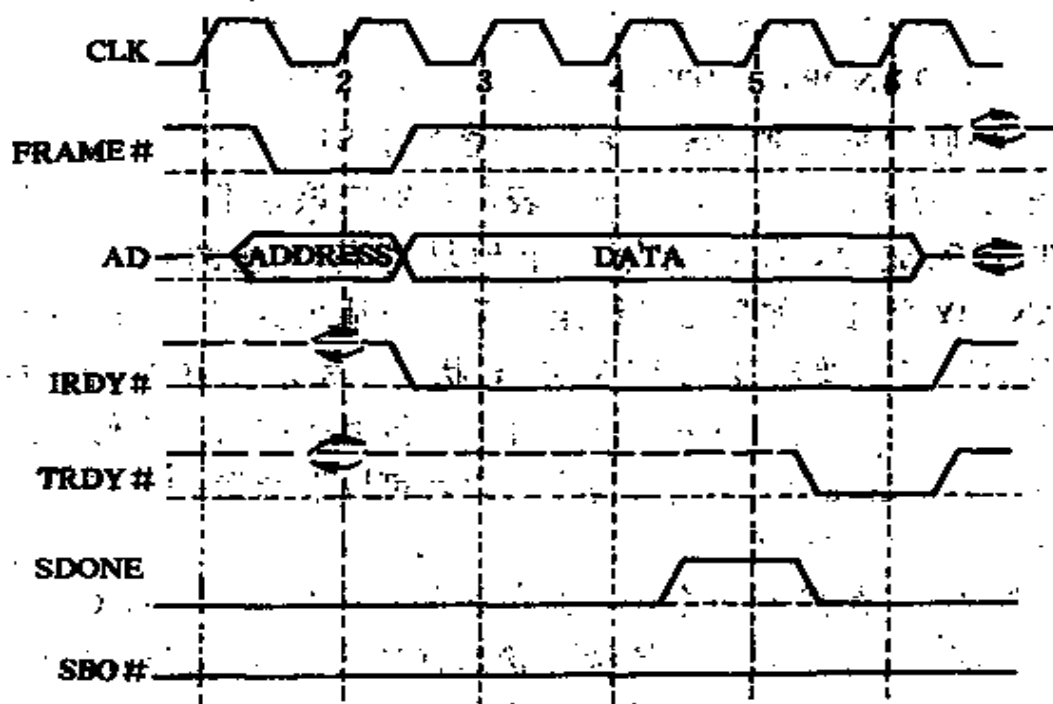 CLK
1 2 3 4 5 6
FRAME #
AD ADDRESS DATA
IRDY #
TRDY #
SDONE
SBO #